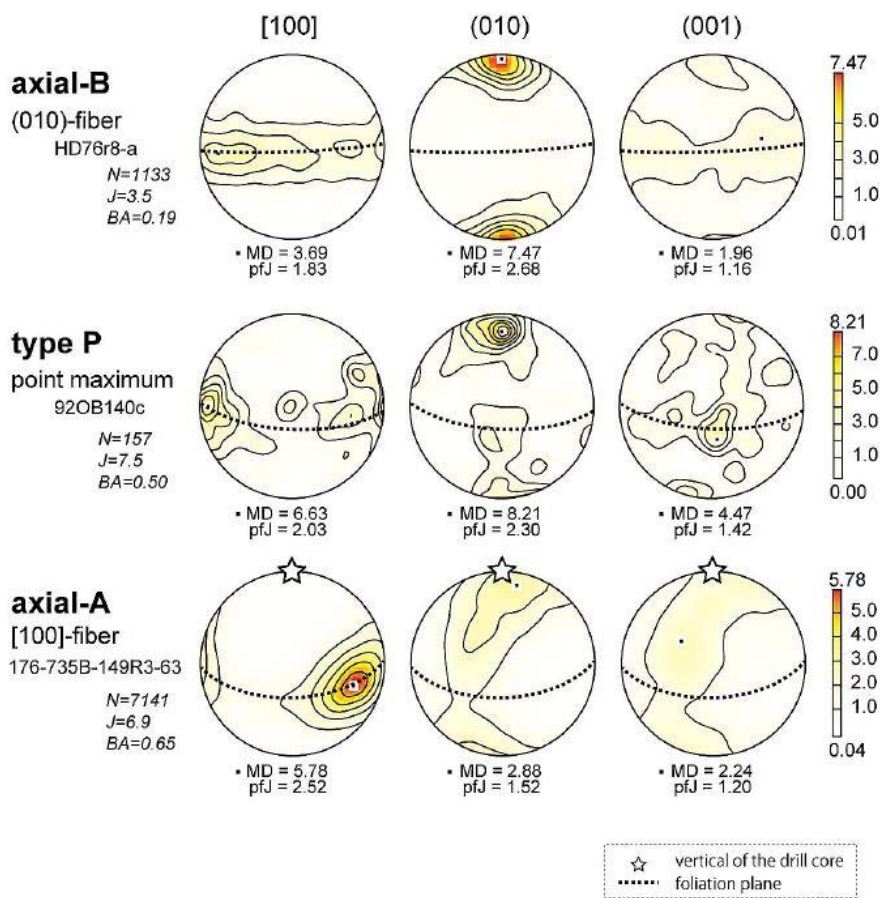 [100] (010) (001)
axial-B
(010)-fiber
HD76r8-a
N=1133
J=3.5
BA=0.19
▪ MD = 3.69
pfJ = 1.83
▪ MD = 7.47
pfJ = 2.68
▪ MD = 1.96
pfJ = 1.16
7.47
5.0
3.0
1.0
0.01
type P
point maximum
92OB140c
N=157
J=7.5
BA=0.50
▪ MD = 6.63
pfJ = 2.03
▪ MD = 8.21
pfJ = 2.30
▪ MD = 4.47
pfJ = 1.42
8.21
7.0
5.0
3.0
1.0
0.00
axial-A
[100]-fiber
176-735B-149R3-63
N=7141
J=6.9
BA=0.65
▪ MD = 5.78
pfJ = 2.52
▪ MD = 2.88
pfJ = 1.52
▪ MD = 2.24
pfJ = 1.20
5.78
5.0
4.0
3.0
2.0
1.0
0.04
vertical of the drill core
foliation plane